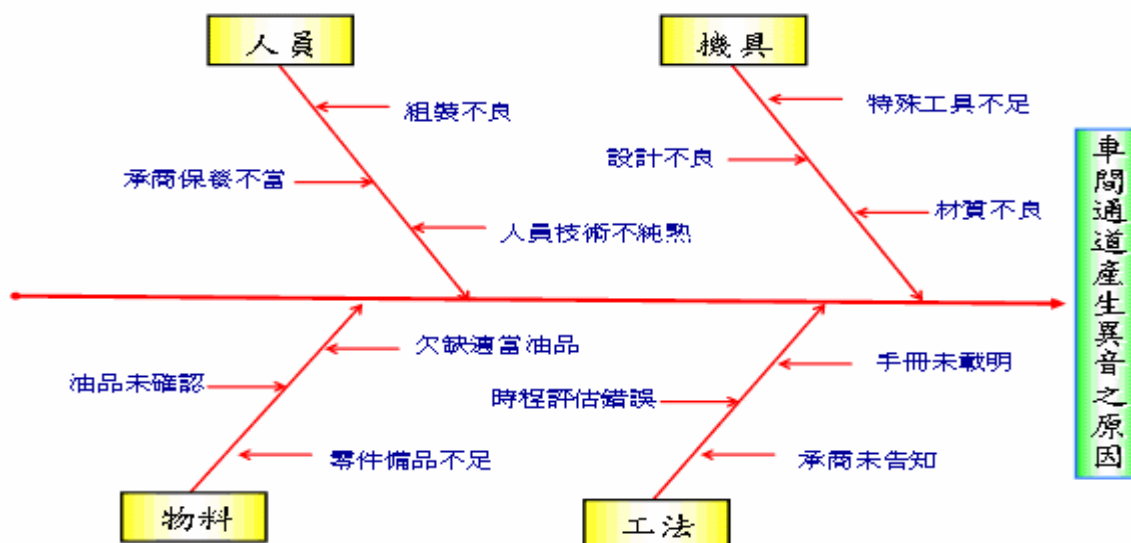 人員
機具
組裝不良
特殊工具不足
承商保養不當
設計不良
人員技術不純熟
材質不良
車間通道產生異音之原因
欠缺適當油品
手冊未載明
油品未確認
時程評估錯誤
零件備品不足
承商未告知
物料
工法